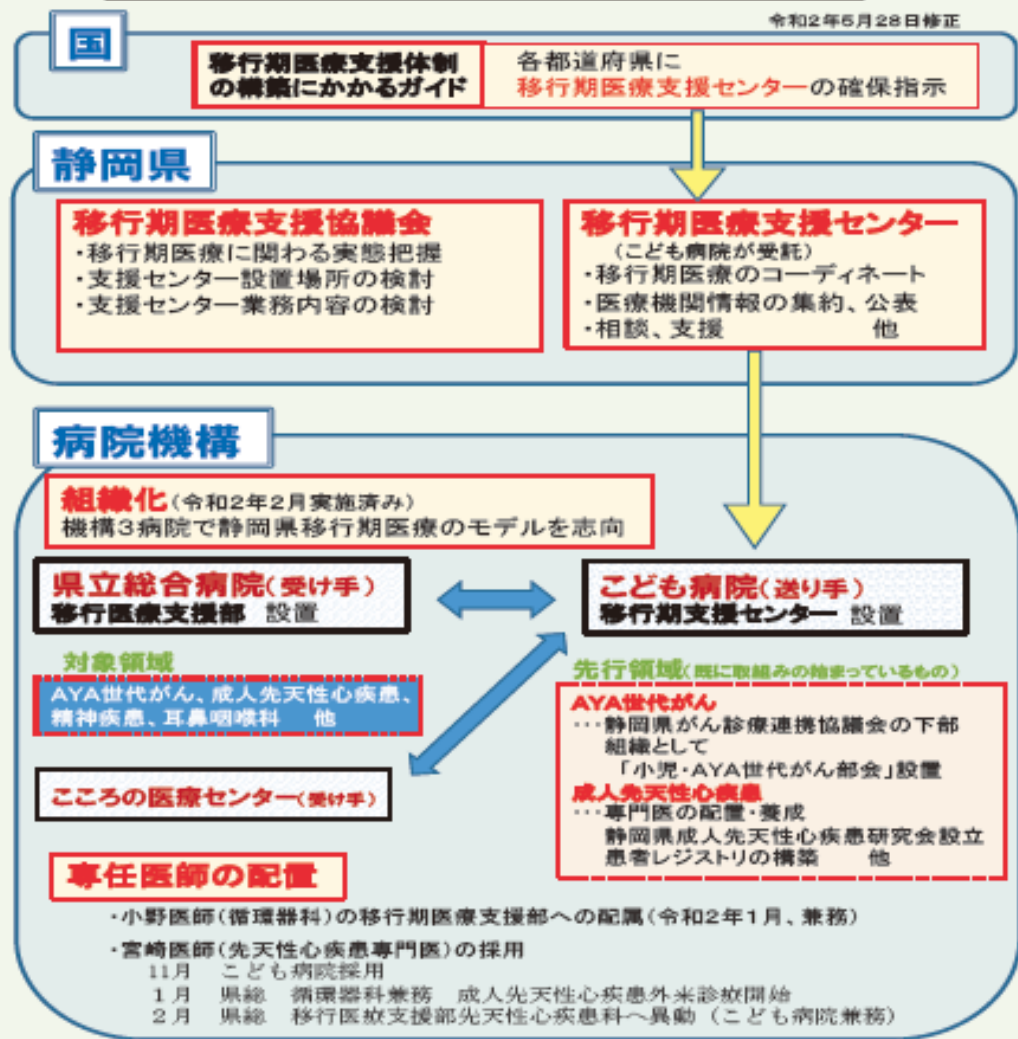 令和2年5月28日修正
国
移行期医療支援体制
の構築にかかるガイド
各都道府県に
移行期医療支援センターの確保指示
静岡県
移行期医療支援協議会
・移行期医療に関わる実態把握
・支援センター設置場所の検討
・支援センター業務内容の検討
移行期医療支援センター
(こども病院が受託)
・移行期医療のコーディネート
・医療機関情報の集約、公表
・相談、支援 他
病院機構
組織化(令和2年2月実施済み)
機構3病院で静岡県移行期医療のモデルを志向
県立総合病院(受け手)
移行医療支援部 設置
こども病院(送り手)
移行期支援センター 設置
対象領域
AYA世代がん、成人先天性心疾患、
精神疾患、耳鼻咽喉科 他
こころの医療センター(受け手)
先行領域(既に取組みの始まっているもの)
AYA世代がん
…静岡県がん診療連携協議会の下部
組織として
「小児・AYA世代がん部会」設置
成人先天性心疾患
…専門医の配置・養成
静岡県成人先天性心疾患研究会設立
患者レジストリの構築 他
専任医師の配置
・小野医師(循環器科)の移行期医療支援部への配属(令和2年1月、兼務)
・宮崎医師(先天性心疾患専門医)の採用
11月 こども病院採用
1月 県総 循環器科兼務 成人先天性心疾患外来診療開始
2月 県総 移行医療支援部先天性心疾患科へ異動 (こども病院兼務)